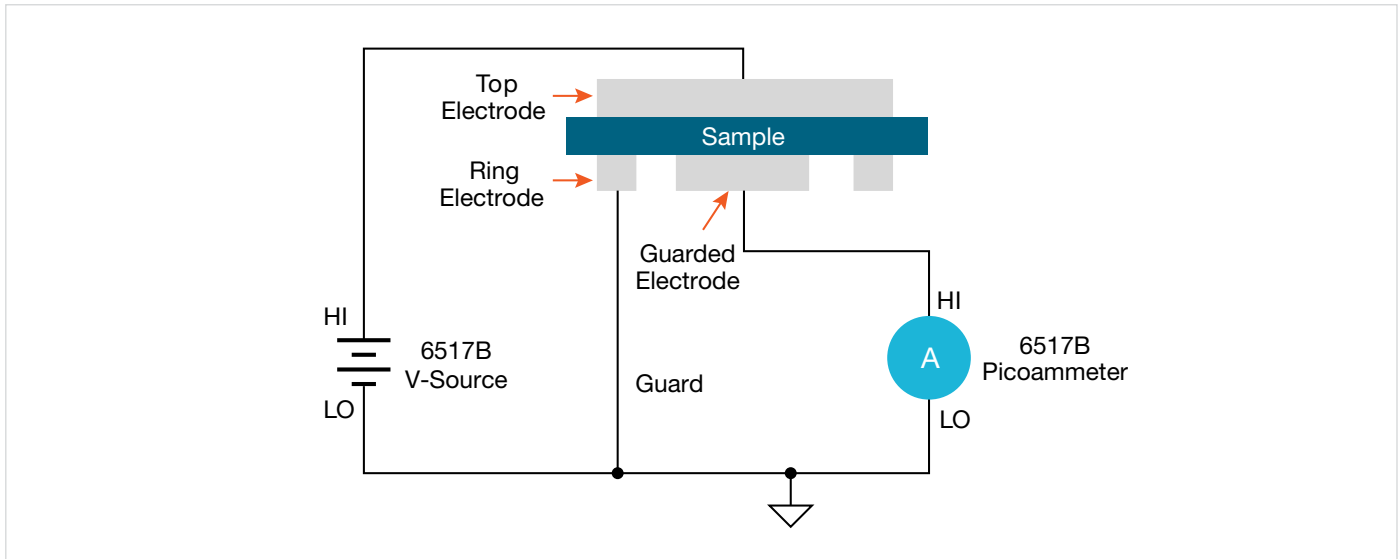 Top
Electrode
Sample
Ring
Electrode
Guarded
Electrode
HI
6517B
V-Source
LO
Guard
HI
A
6517B
Picoammeter
LO